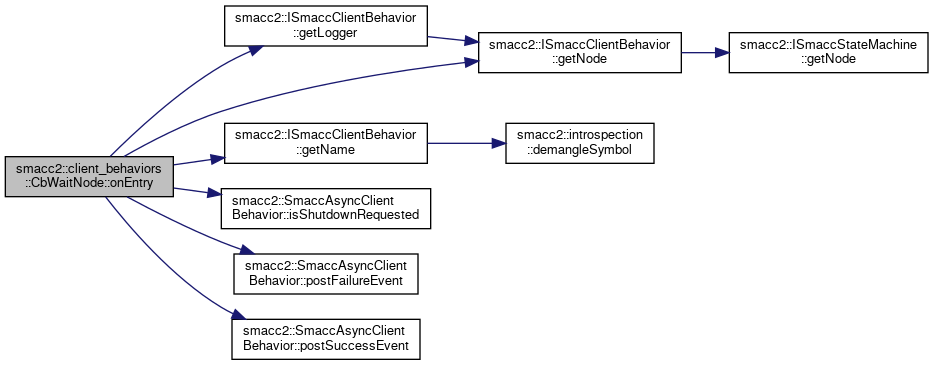 smacc2::ISmaccClientBehavior
::getLogger
smacc2::ISmaccClientBehavior
::getNode
smacc2::ISmaccStateMachine
::getNode
smacc2::ISmaccClientBehavior
::getName
smacc2::introspection
::demangleSymbol
smacc2::client_behaviors
::CbWaitNode::onEntry
smacc2::SmaccAsyncClient
Behavior::isShutdownRequested
smacc2::SmaccAsyncClient
Behavior::postFailureEvent
smacc2::SmaccAsyncClient
Behavior::postSuccessEvent